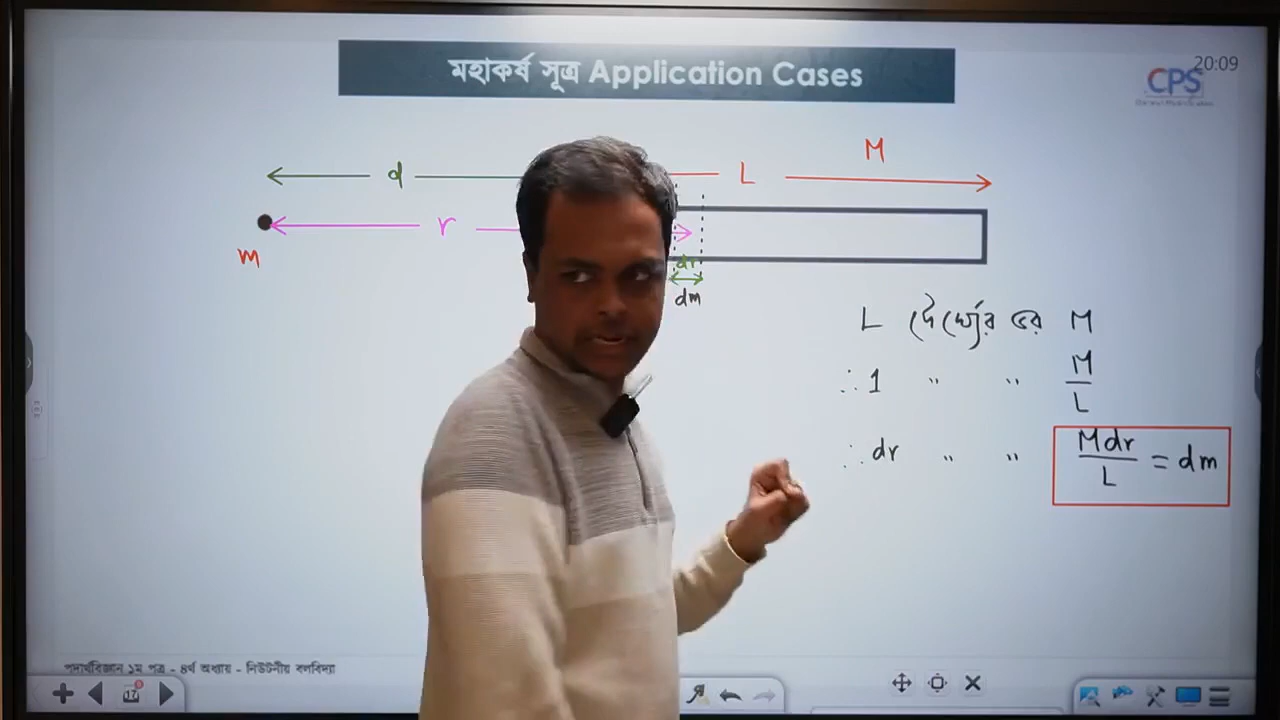 মহাকর্ষ সূত্র Application Cases
20:09
CPS
d
L
M
r
m
dr
dm
L দৈর্ঘ্যের ভর M
∴ 1 " " M/L
∴ dr " " Mdr/L = dm
পদার্থবিজ্ঞান ১ম পত্র - ৪র্থ অধ্যায় - নিউটনীয় বলবিদ্যা
17